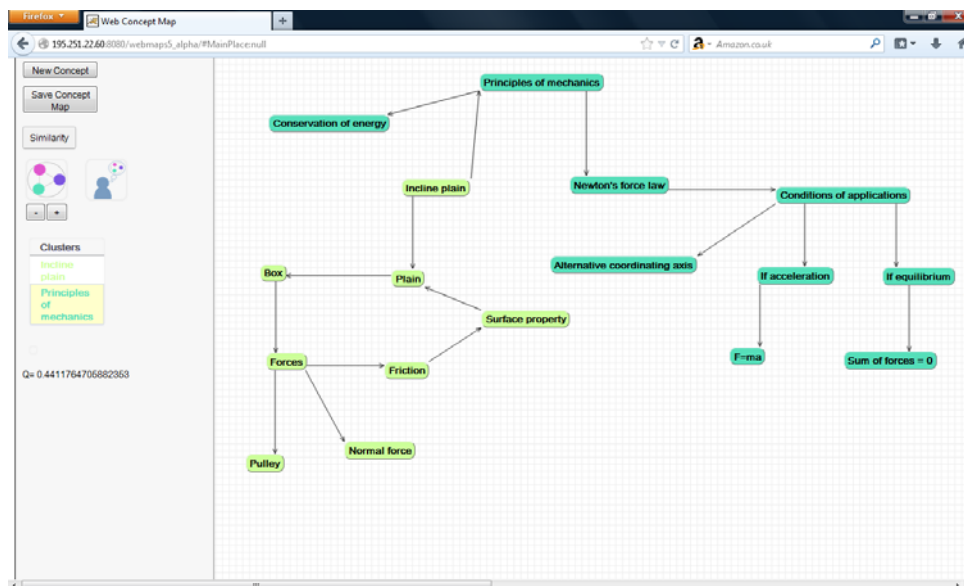 Firefox
Web Concept Map
+
195.251.22.60:8080/webmaps5_alpha/#MainPlace:null
Amazon.co.uk
New Concept
Save Concept
Map
Similarity
-
+
Clusters
Incline
plain
Principles
of
mechanics
Q= 0.4411764705882353
Principles of mechanics
Conservation of energy
Incline plain
Newton's force law
Conditions of applications
Alternative coordinating axis
Box
Plain
If acceleration
If equilibrium
Surface property
Forces
Friction
F=ma
Sum of forces = 0
Normal force
Pulley